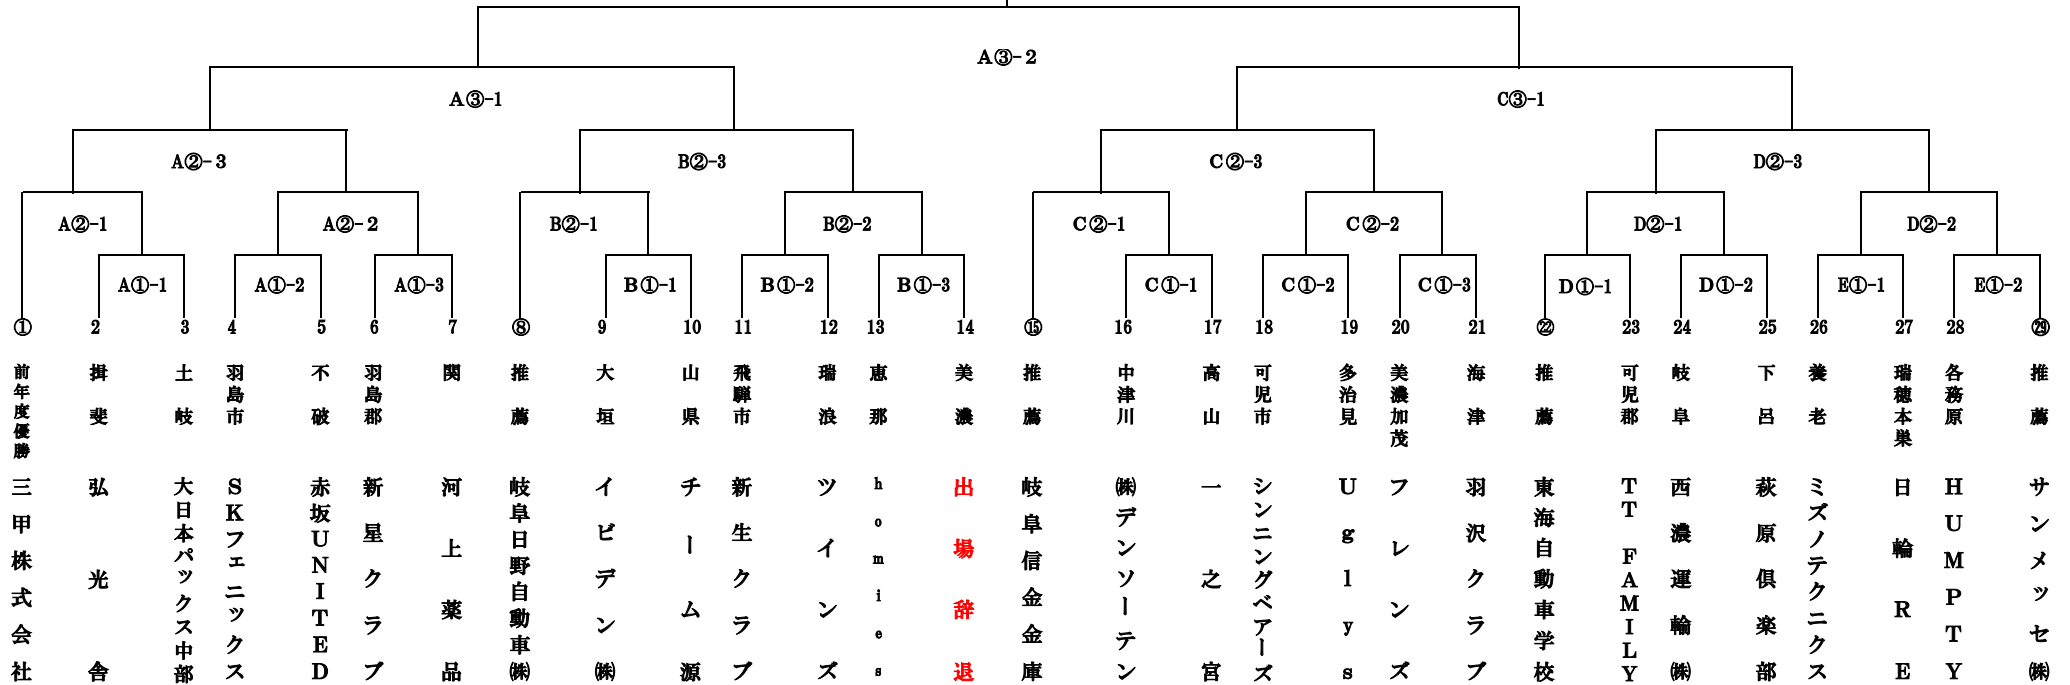 A③-2
A③-1
C③-1
A②-3
B②-3
C②-3
D②-3
A②-1
A②-2
B②-1
B②-2
C②-1
C②-2
D②-1
D②-2
A①-1
A①-2
A①-3
B①-1
B①-2
B①-3
C①-1
C①-2
C①-3
D①-1
D①-2
E①-1
E①-2
① 前年度優勝 三甲株式会社
2 揖斐 弘光舎
3 土岐 大日本パックス中部
4 羽島市 SKフェニックス
5 不破 赤坂UNITED
6 羽島郡 新星クラブ
7 関 河上薬品
⑧ 推薦 岐阜日野自動車㈱
9 大垣 イビデン㈱
10 山県 チーム源
11 飛騨市 新生クラブ
12 瑞浪 ツインズ
13 恵那 homies
14 美濃 出場辞退
⑮ 推薦 岐阜信金金庫
16 中津川 ㈱デンソーテン
17 高山 一之宮
18 可児市 シンニングベアーズ
19 多治見 Uglys
20 美濃加茂 フレンズ
21 海津 羽沢クラブ
㉒ 推薦 東海自動車学校
23 可児郡 TT FAMILY
24 岐阜 西濃運輸㈱
25 下呂 萩原倶楽部
26 養老 ミズノテクニクス
27 瑞穂本巣 日輪RE
28 各務原 HUMPTY
㉙ 推薦 サンメッセ㈱